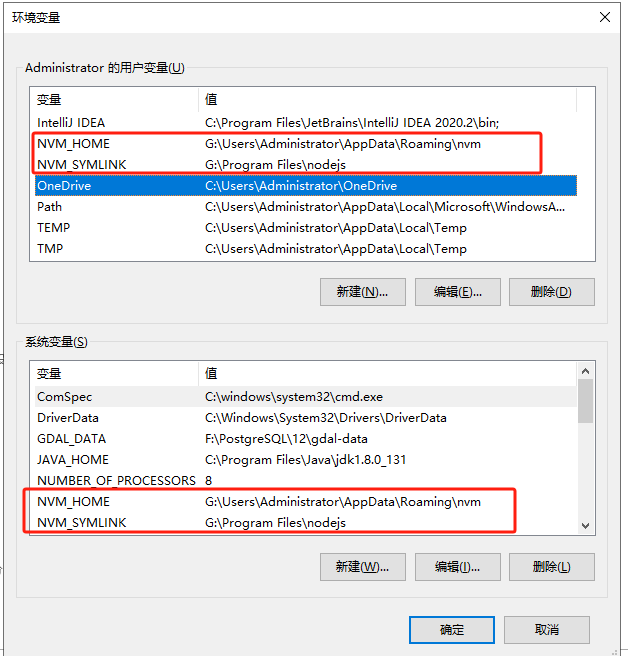 环境变量
Administrator 的用户变量(U)
变量 值
IntelliJ IDEA C:\Program Files\JetBrains\IntelliJ IDEA 2020.2\bin;
NVM_HOME G:\Users\Administrator\AppData\Roaming\nvm
NVM_SYMLINK G:\Program Files\nodejs
OneDrive C:\Users\Administrator\OneDrive
Path C:\Users\Administrator\AppData\Local\Microsoft\WindowsA...
TEMP C:\Users\Administrator\AppData\Local\Temp
TMP C:\Users\Administrator\AppData\Local\Temp
新建(N)... 编辑(E)... 删除(D)
系统变量(S)
变量 值
ComSpec C:\windows\system32\cmd.exe
DriverData C:\Windows\System32\Drivers\DriverData
GDAL_DATA F:\PostgreSQL\12\gdal-data
JAVA_HOME C:\Program Files\Java\jdk1.8.0_131
NUMBER_OF_PROCESSORS 8
NVM_HOME G:\Users\Administrator\AppData\Roaming\nvm
NVM_SYMLINK G:\Program Files\nodejs
新建(W)... 编辑(I)... 删除(L)
确定 取消